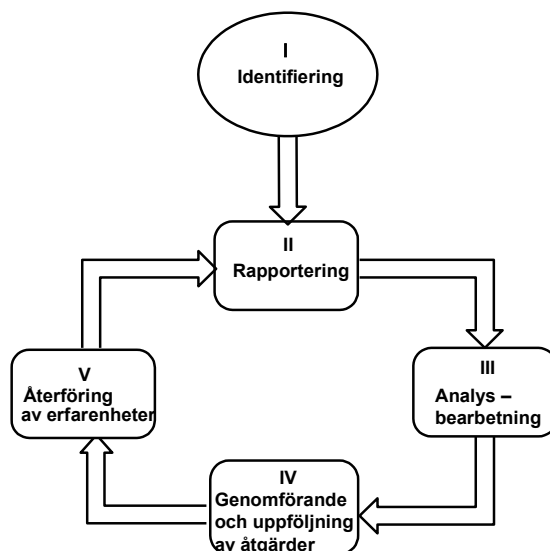 I
Identifiering
II
Rapportering
III
Analys –
bearbetning
IV
Genomförande
och uppföljning
av åtgärder
V
Återföring
av erfarenheter